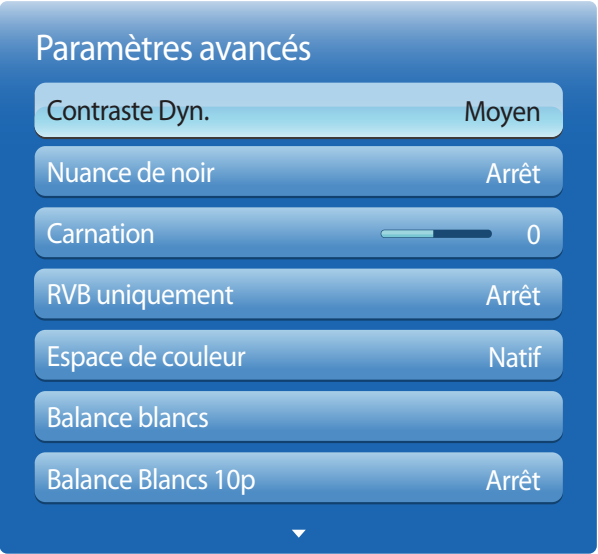 Paramètres avancés
Contraste Dyn. Moyen
Nuance de noir Arrêt
Carnation 0
RVB uniquement Arrêt
Espace de couleur Natif
Balance blancs
Balance Blancs 10p Arrêt